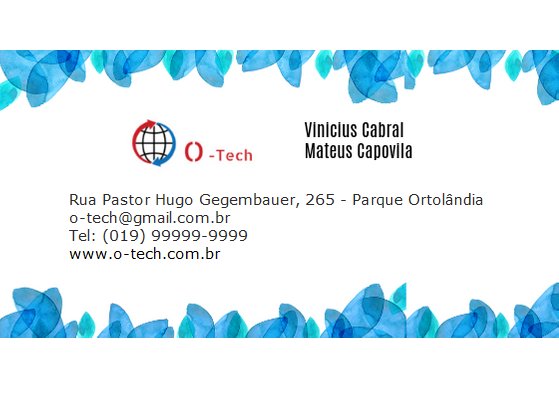 O -Tech
Vinicius Cabral
Mateus Capovila
Rua Pastor Hugo Gegembauer, 265 - Parque Ortolândia
o-tech@gmail.com.br
Tel: (019) 99999-9999
www.o-tech.com.br